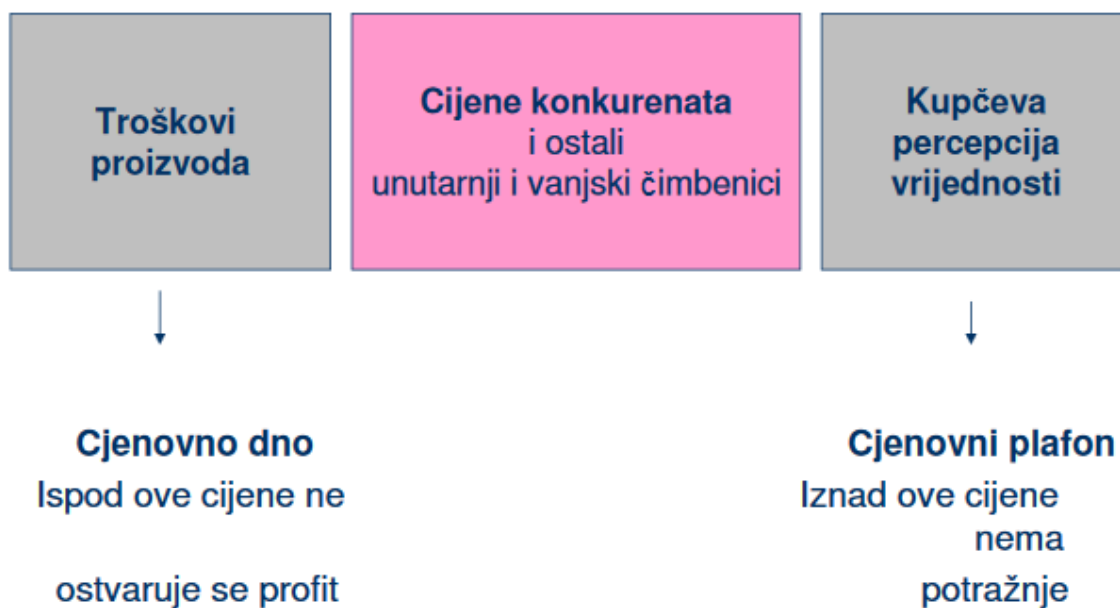 Troškovi
proizvoda
Cijene konkurenata
i ostali
unutarnji i vanjski čimbenici
Kupčeva
percepcija
vrijednosti
Cjenovno dno
Ispod ove cijene ne
ostvaruje se profit
Cjenovni plafon
Iznad ove cijene
nema
potražnje